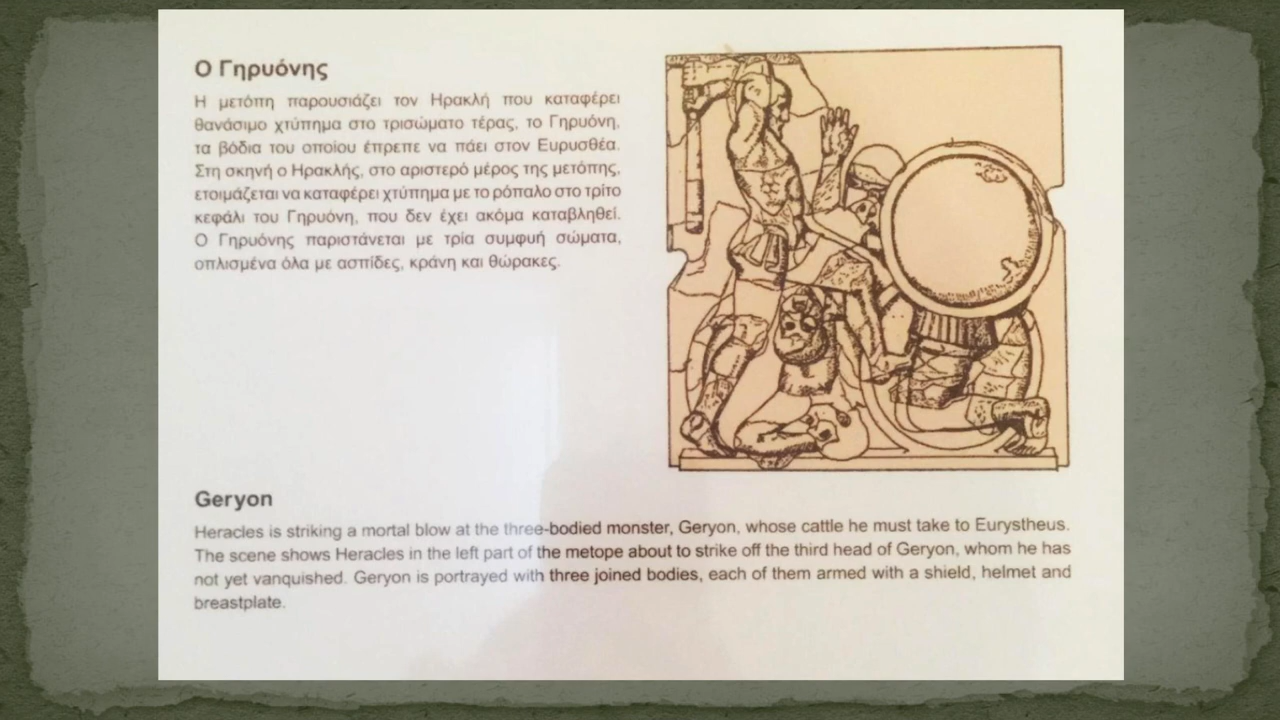 Ο Γηρυόνης
Η μετόπη παρουσιάζει τον Ηρακλή που καταφέρει
θανάσιμο χτύπημα στο τρισώματο τέρας, το Γηρυόνη,
τα βόδια του οποίου έπρεπε να πάει στον Ευρυσθέα.
Στη σκηνή ο Ηρακλής, στο αριστερό μέρος της μετόπης,
ετοιμάζεται να καταφέρει χτύπημα με το ρόπαλο στο τρίτο
κεφάλι του Γηρυόνη, που δεν έχει ακόμα καταβληθεί.
Ο Γηρυόνης παριστάνεται με τρία συμφυή σώματα,
οπλισμένα όλα με ασπίδες, κράνη και θώρακες.
Geryon
Heracles is striking a mortal blow at the three-bodied monster, Geryon, whose cattle he must take to Eurystheus.
The scene shows Heracles in the left part of the metope about to strike off the third head of Geryon, whom he has
not yet vanquished. Geryon is portrayed with three joined bodies, each of them armed with a shield, helmet and
breastplate.